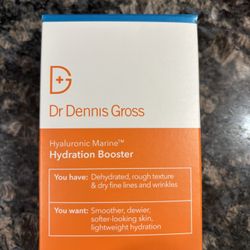 Dr Dennis Gross
Hyaluronic Marine™
Hydration Booster
You have: Dehydrated, rough texture
& dry fine lines and wrinkles
You want: Smoother, dewier,
softer-looking skin,
lightweight hydration